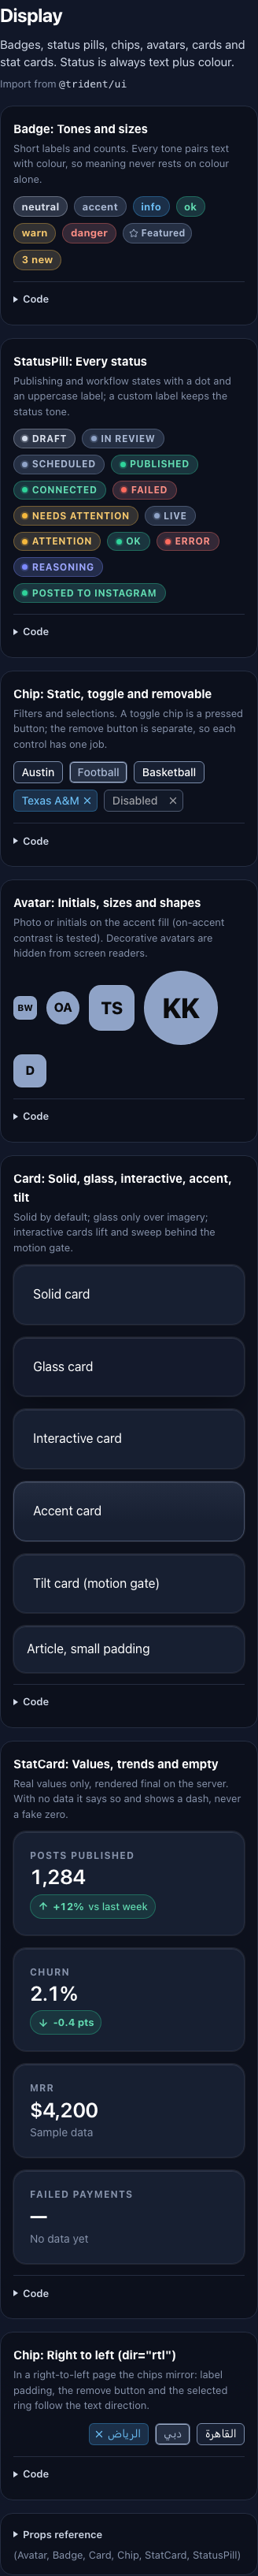 Display
Badges, status pills, chips, avatars, cards and
stat cards. Status is always text plus colour.
Import from @trident/ui
Badge: Tones and sizes
Short labels and counts. Every tone pairs text
with colour, so meaning never rests on colour
alone.
neutral accent info ok
warn danger ☆ Featured
3 new
▶ Code
StatusPill: Every status
Publishing and workflow states with a dot and
an uppercase label; a custom label keeps the
status tone.
DRAFT IN REVIEW
SCHEDULED PUBLISHED
CONNECTED FAILED
NEEDS ATTENTION LIVE
ATTENTION OK ERROR
REASONING
POSTED TO INSTAGRAM
▶ Code
Chip: Static, toggle and removable
Filters and selections. A toggle chip is a pressed
button; the remove button is separate, so each
control has one job.
Austin Football Basketball
Texas A&M × Disabled ×
▶ Code
Avatar: Initials, sizes and shapes
Photo or initials on the accent fill (on-accent
contrast is tested). Decorative avatars are
hidden from screen readers.
BW OA TS KK
D
▶ Code
Card: Solid, glass, interactive, accent,
tilt
Solid by default; glass only over imagery;
interactive cards lift and sweep behind the
motion gate.
Solid card
Glass card
Interactive card
Accent card
Tilt card (motion gate)
Article, small padding
▶ Code
StatCard: Values, trends and empty
Real values only, rendered final on the server.
With no data it says so and shows a dash, never
a fake zero.
POSTS PUBLISHED
1,284
↑ +12% vs last week
CHURN
2.1%
↓ -0.4 pts
MRR
$4,200
Sample data
FAILED PAYMENTS
—
No data yet
▶ Code
Chip: Right to left (dir="rtl")
In a right-to-left page the chips mirror: label
padding, the remove button and the selected
ring follow the text direction.
القاهرة دبي الرياض ×
▶ Code
▶ Props reference
(Avatar, Badge, Card, Chip, StatCard, StatusPill)